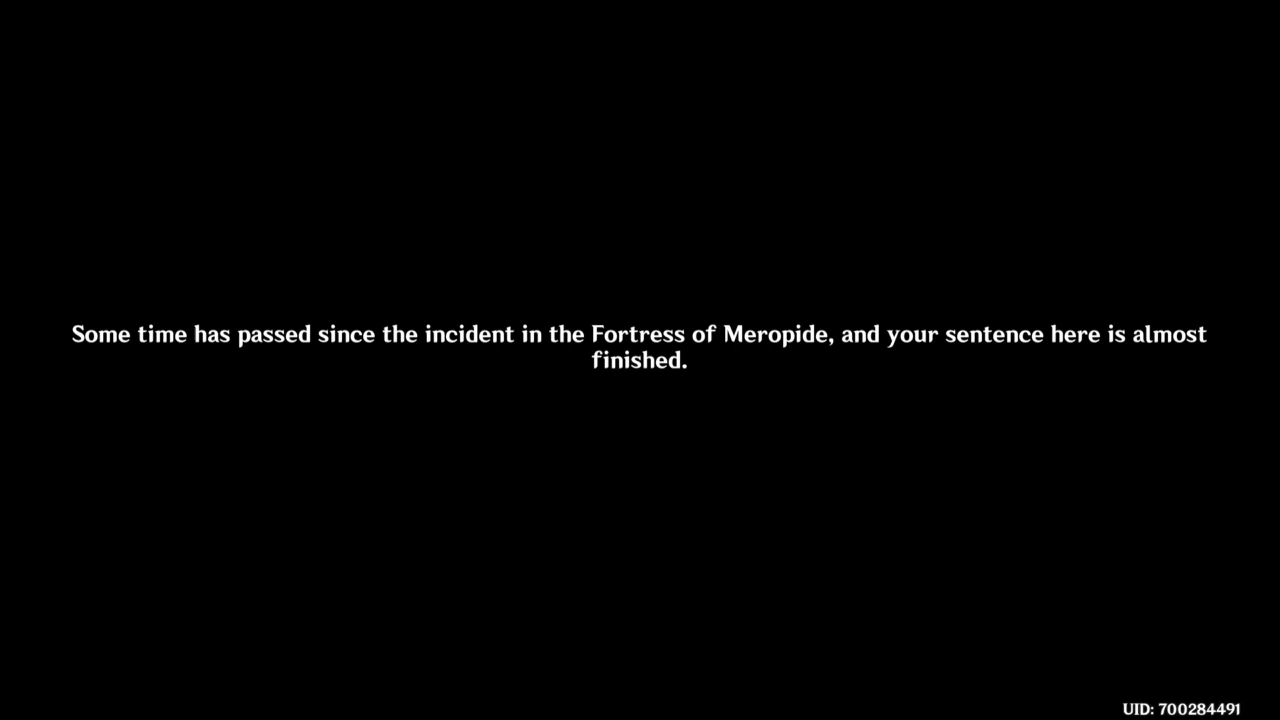 Some time has passed since the incident in the Fortress of Meropide, and your sentence here is almost
finished.
UID: 700284491